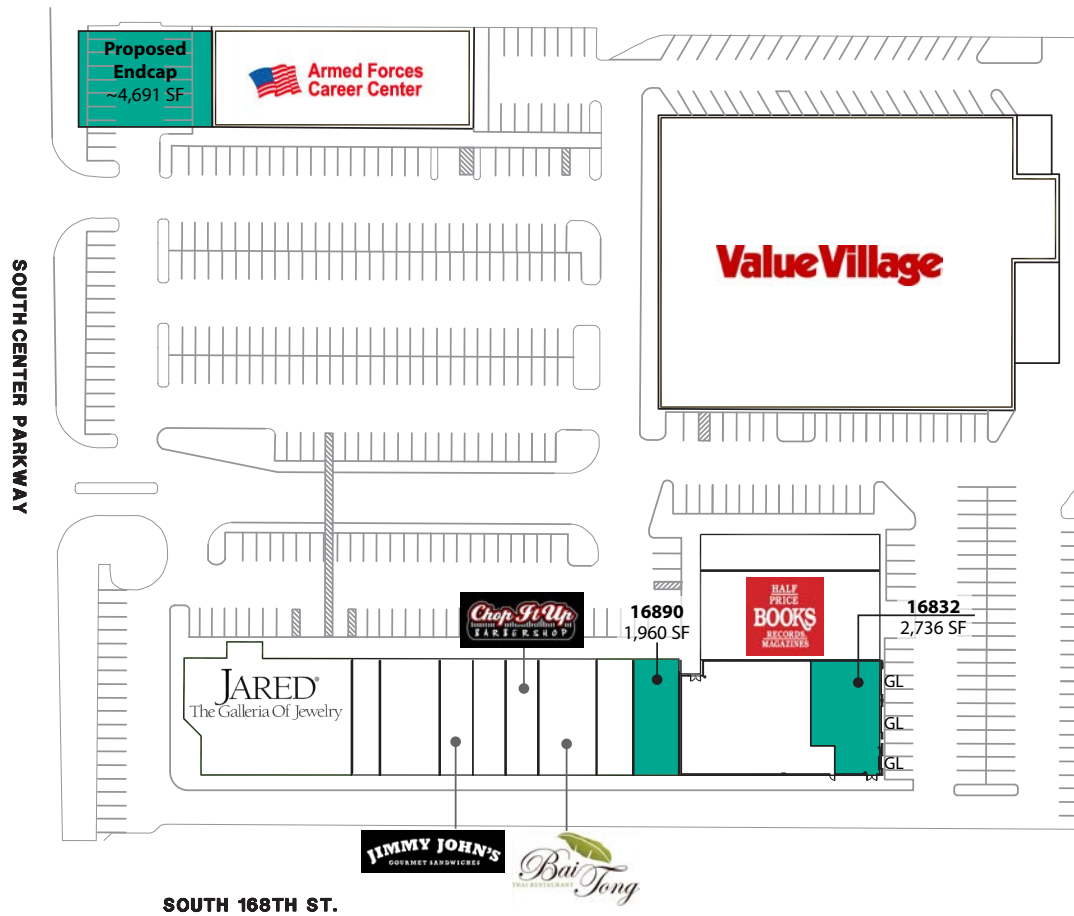 Proposed
Endcap
~4,691 SF
Armed Forces
Career Center
Value Village
SOUTHCENTER PARKWAY
HALF
PRICE
BOOKS
RECORDS
MAGAZINES
Chop It Up
BARBERSHOP
16890
1,960 SF
16832
2,736 SF
JARED®
The Galleria Of Jewelry
GL
GL
GL
JIMMY JOHN'S
GOURMET SANDWICHES
Bai Tong
THAI RESTAURANT
SOUTH 168TH ST.